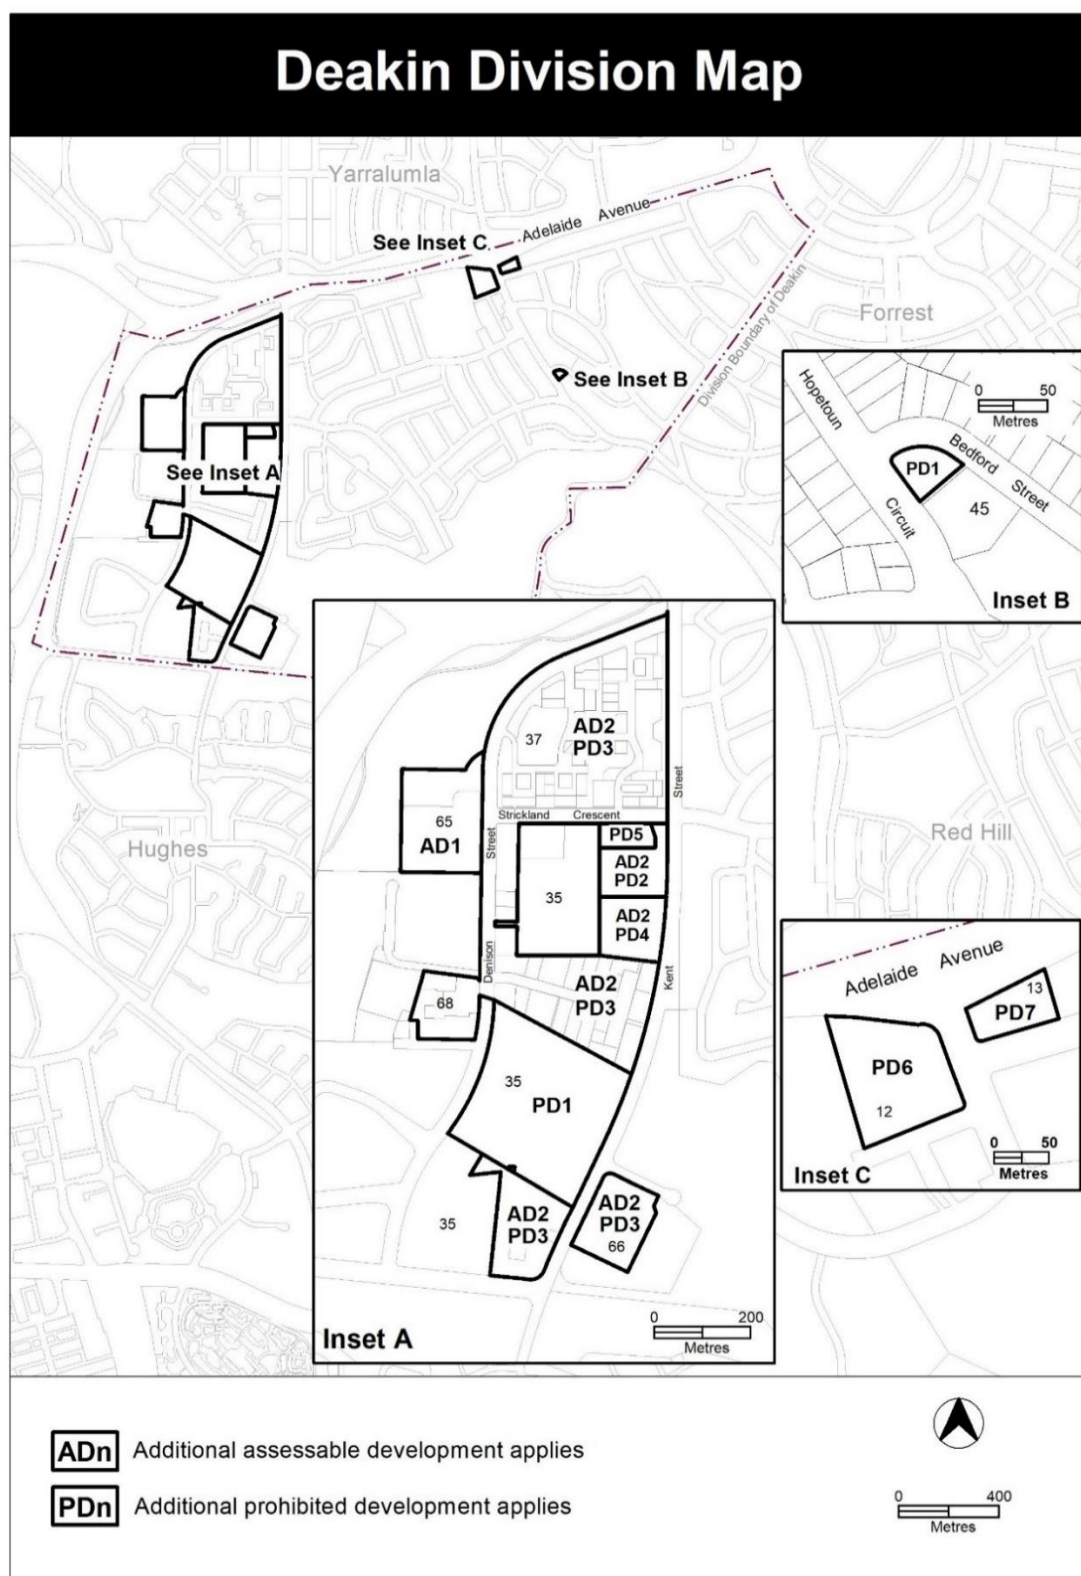 Deakin Division Map
Yarralumla
See Inset C
Adelaide Avenue
Forrest
Division Boundary of Deakin
See Inset B
See Inset A
Hughes
Red Hill
Hopetoun
Circuit
Bedford
Street
PD1
45
0 50
Metres
Inset B
37
AD2
PD3
Street
Strickland Crescent
65
AD1
Street
Denison
35
PD5
AD2
PD2
AD2
PD4
Kent
AD2
PD3
68
35
PD1
35
AD2
PD3
AD2
PD3
66
0 200
Metres
Inset A
Adelaide Avenue
13
PD7
PD6
12
0 50
Metres
Inset C
ADn Additional assessable development applies
PDn Additional prohibited development applies
0 400
Metres